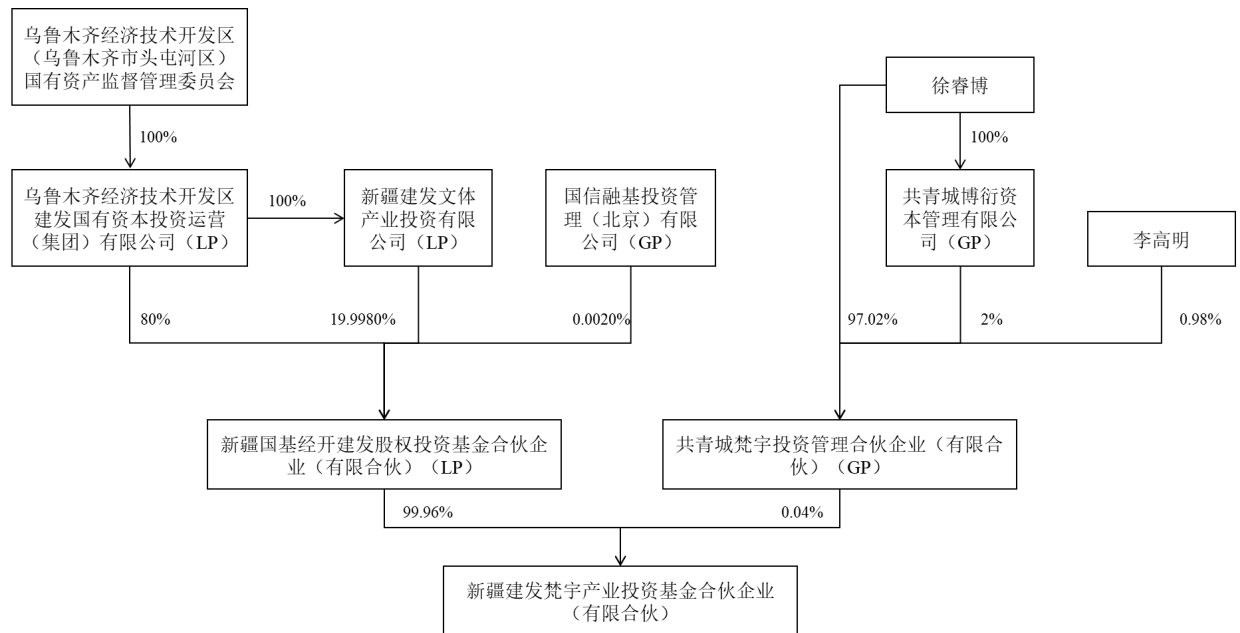 乌鲁木齐经济技术开发区
（乌鲁木齐市头屯河区）
国有资产监督管理委员会
徐睿博
100%
100%
乌鲁木齐经济技术开发区
建发国有资本投资运营
（集团）有限公司（LP）
100%
新疆建发文体
产业投资有限
公司（LP）
国信融基投资管
理（北京）有限
公司（GP）
共青城博衍资
本管理有限公
司（GP）
李高明
80%
19.9980%
0.0020%
97.02%
2%
0.98%
新疆国基经开建发股权投资基金合伙企
业（有限合伙）（LP）
共青城梵宇投资管理合伙企业（有限合
伙）（GP）
99.96%
0.04%
新疆建发梵宇产业投资基金合伙企业
（有限合伙）